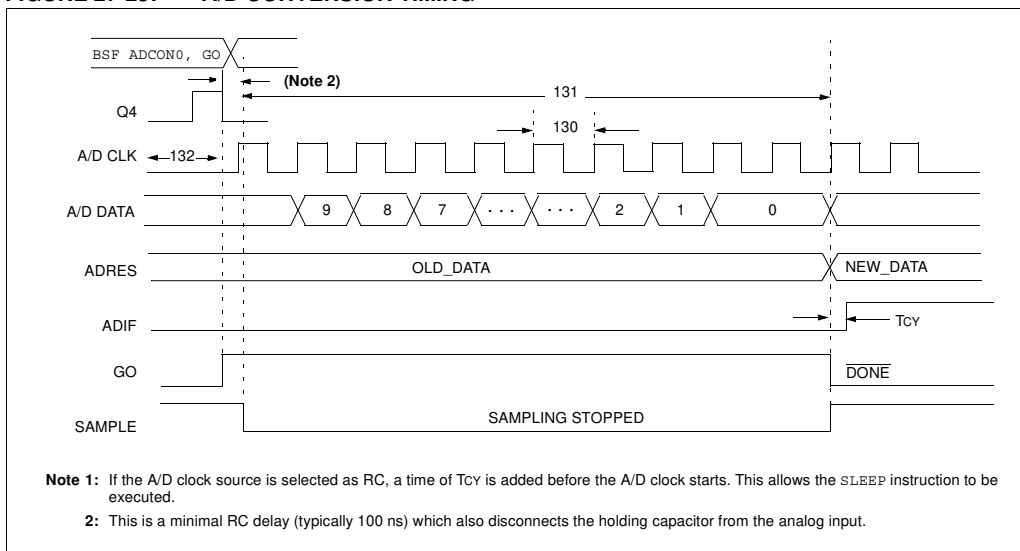 BSF ADCON0, GO
(Note 2)
131
Q4
130
A/D CLK
132
A/D DATA
9 8 7 . . . . . . 2 1 0
ADRES
OLD_DATA
NEW_DATA
ADIF
TCY
GO
DONE
SAMPLE
SAMPLING STOPPED
Note 1: If the A/D clock source is selected as RC, a time of TCY is added before the A/D clock starts. This allows the SLEEP instruction to be
executed.
2: This is a minimal RC delay (typically 100 ns) which also disconnects the holding capacitor from the analog input.